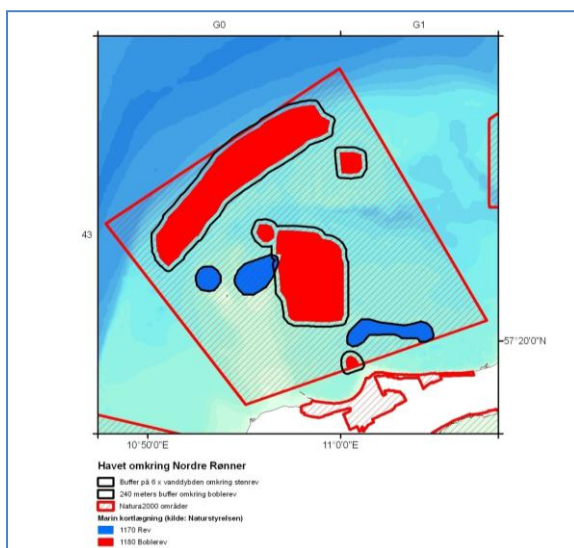 G0 G1
43
57°20'0"N
10°50'0"E 11°0'0"E
Havet omkring Nordre Rønner
Buffer på 6 x vanddybden omkring stenrev
240 meters buffer omkring boblerev
Natura2000 områder
Marin kortlægning (kilde: Naturstyrelsen)
1170 Rev
1180 Boblerev